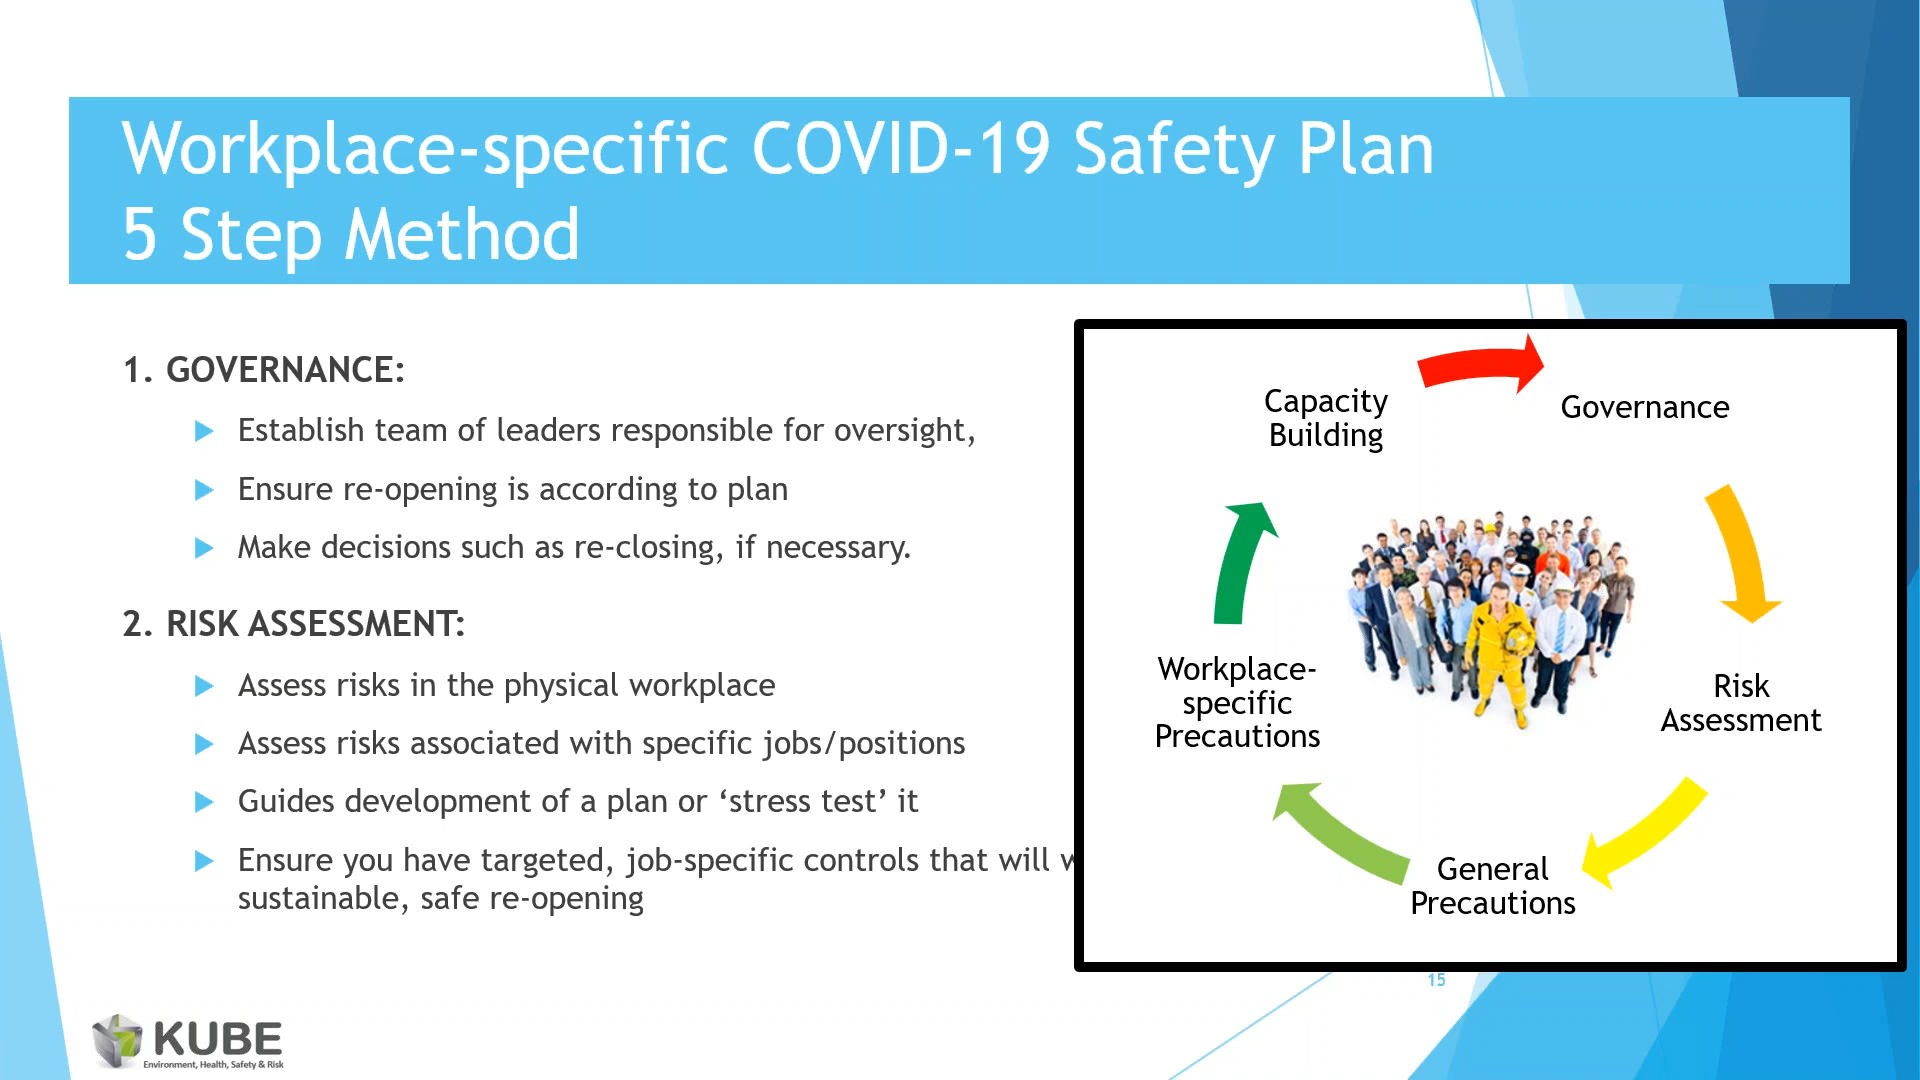 Workplace-specific COVID-19 Safety Plan
5 Step Method
1. GOVERNANCE:
Establish team of leaders responsible for oversight,
Ensure re-opening is according to plan
Make decisions such as re-closing, if necessary.
2. RISK ASSESSMENT:
Assess risks in the physical workplace
Assess risks associated with specific jobs/positions
Guides development of a plan or ‘stress test’ it
Ensure you have targeted, job-specific controls that will
sustainable, safe re-opening
Capacity
Building
Governance
Risk
Assessment
General
Precautions
Workplace-
specific
Precautions
15
KUBE
Environment, Health, Safety & Risk